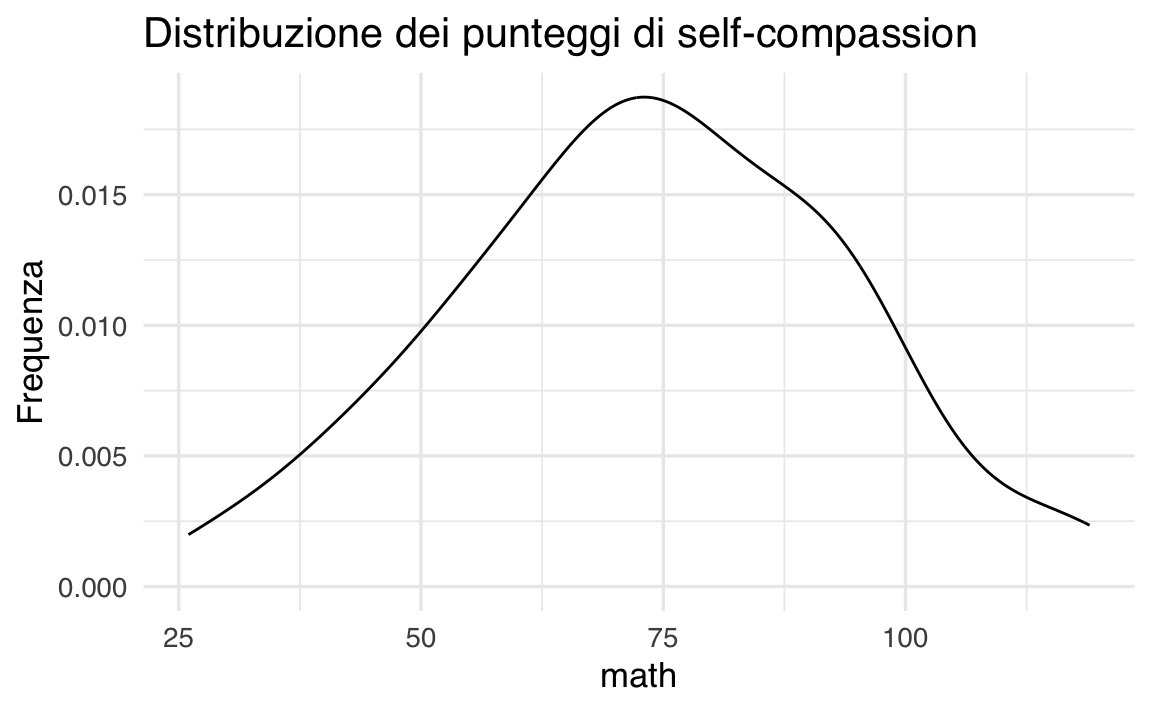 Distribuzione dei punteggi di self-compassion
Frequenza
0.015
0.010
0.005
0.000
25 50 75 100
math